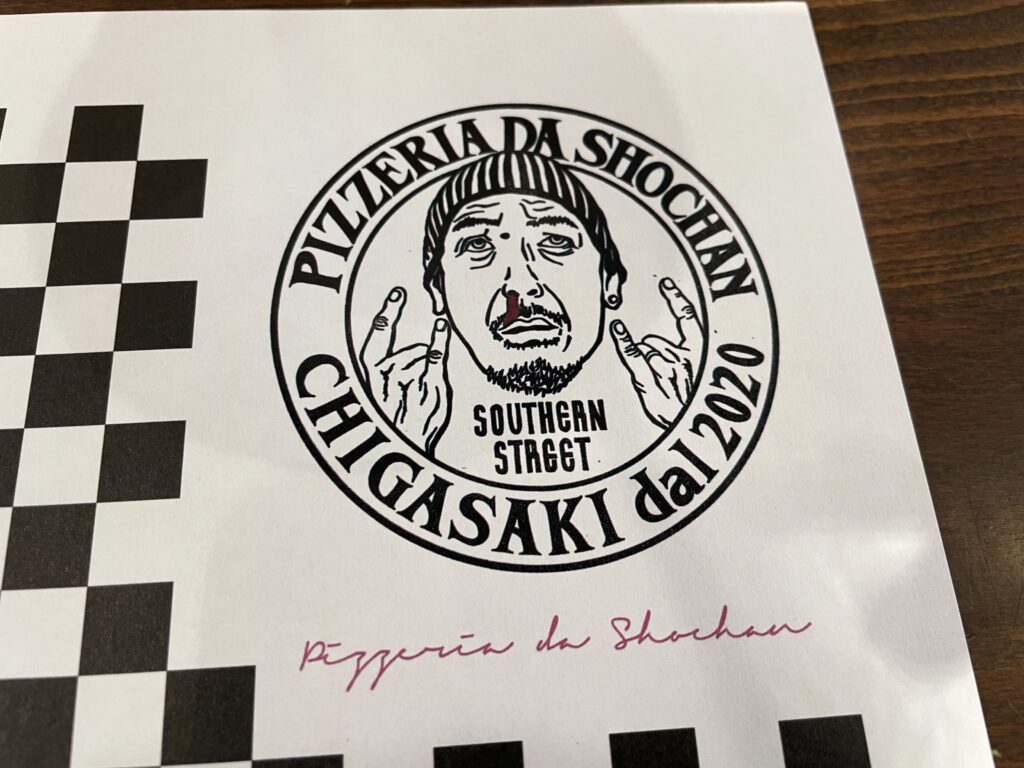 PIZZERIA DA SHOCHAN
SOUTHERN
STREET
CHIGASAKI dal 2020
Pizzeria da Shochan